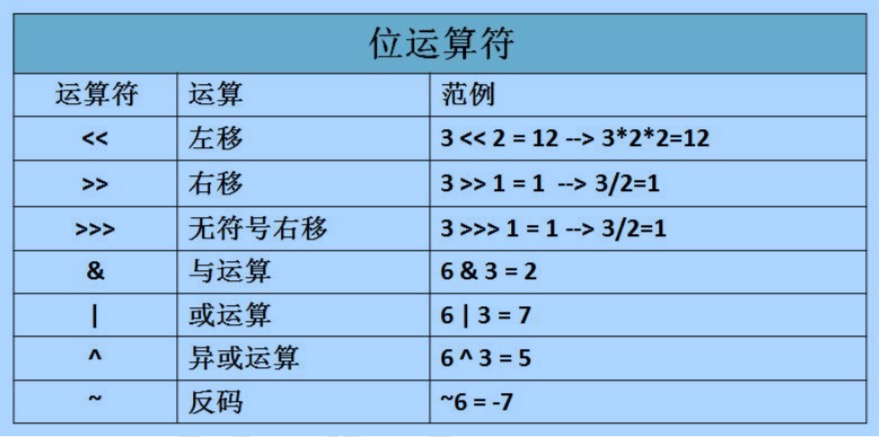 位运算符
运算符 运算 范例
<< 左移 3 << 2 = 12 --> 3*2*2=12
>> 右移 3 >> 1 = 1 --> 3/2=1
>>> 无符号右移 3 >>> 1 = 1 --> 3/2=1
& 与运算 6 & 3 = 2
| 或运算 6 | 3 = 7
^ 异或运算 6 ^ 3 = 5
~ 反码 ~6 = -7